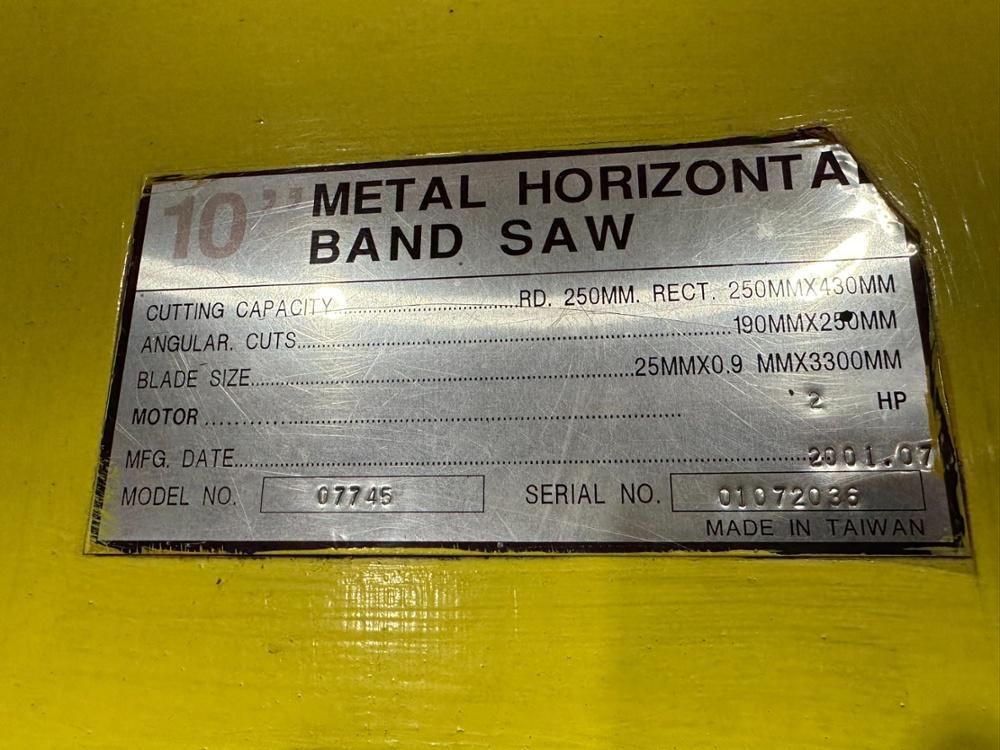 10" METAL HORIZONTAL
BAND SAW
CUTTING CAPACITY RD. 250MM. RECT. 250MMX430MM
ANGULAR. CUTS 190MMX250MM
BLADE SIZE 25MMX0.9 MMX3300MM
MOTOR 2 HP
MFG. DATE 2001.07
MODEL NO. 07745 SERIAL NO. 01072036
MADE IN TAIWAN